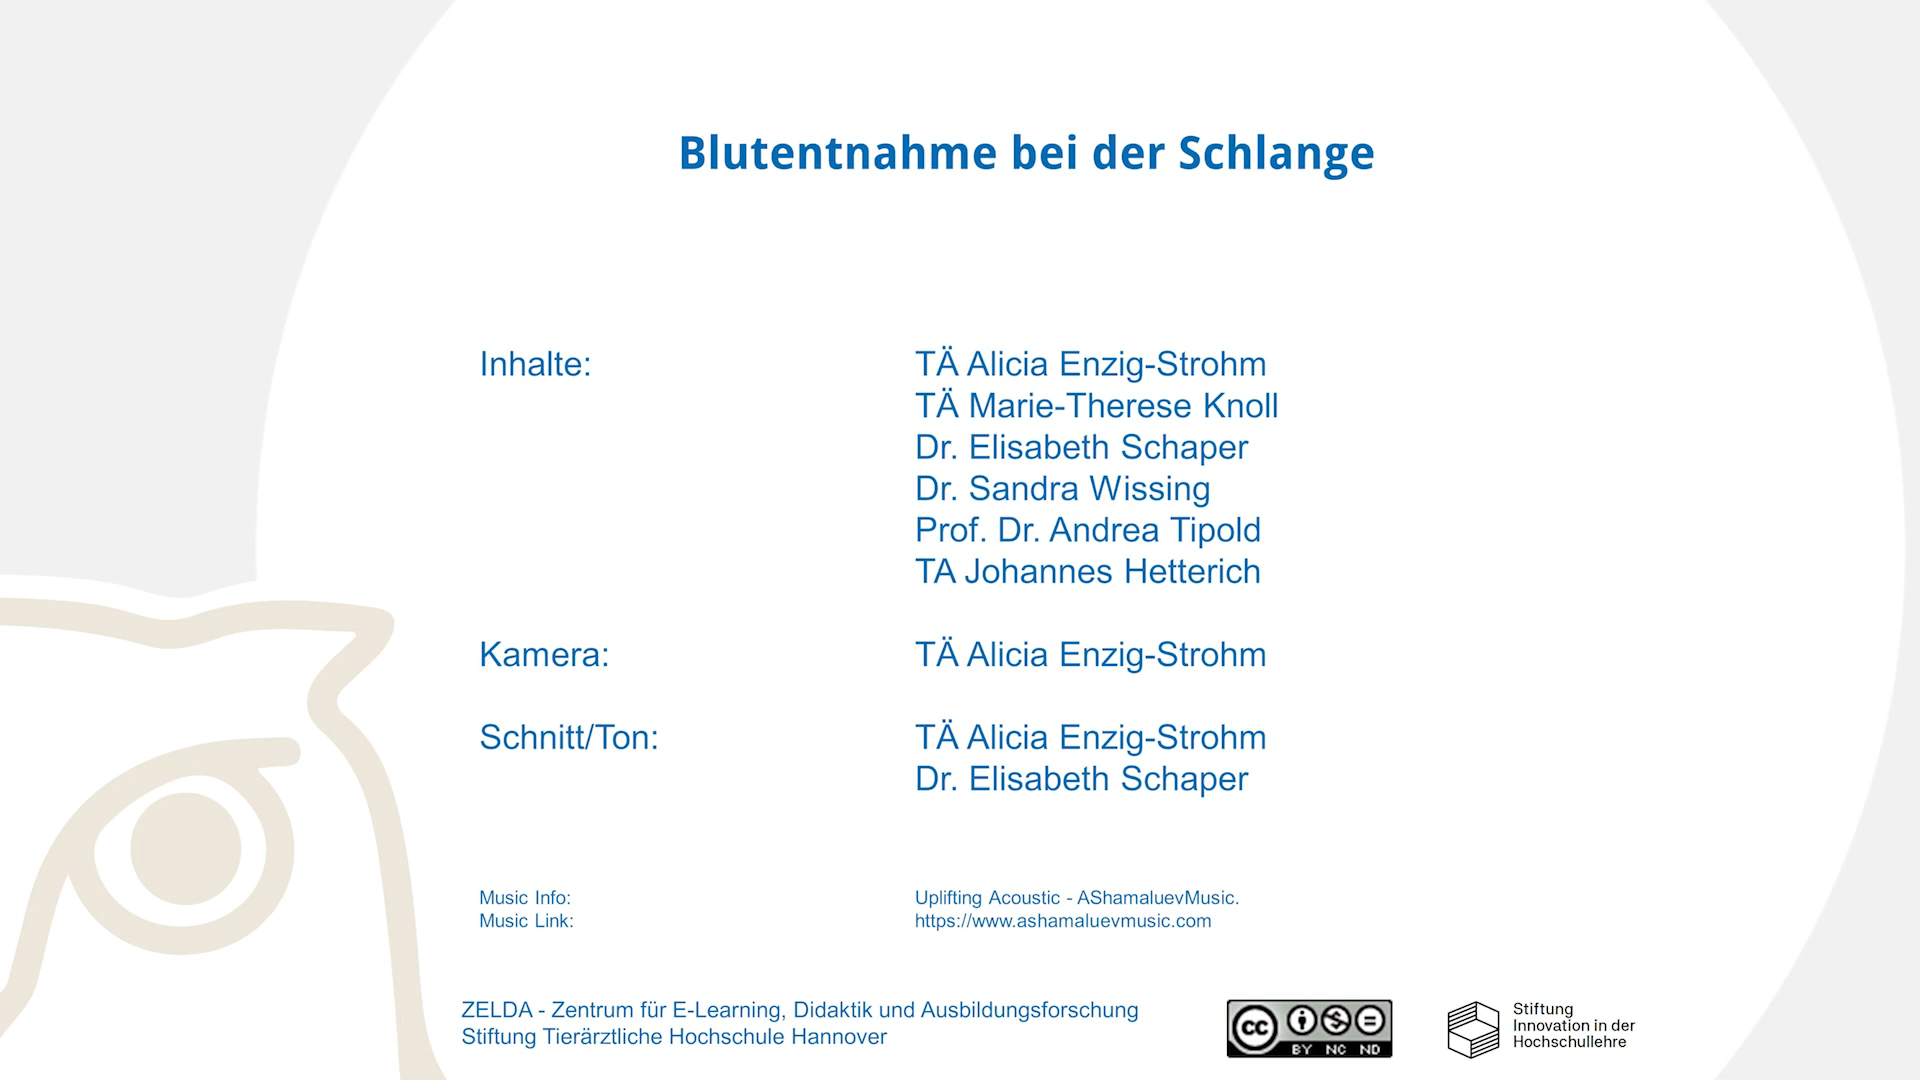 Blutentnahme bei der Schlange
Inhalte: TÄ Alicia Enzig-Strohm
TÄ Marie-Therese Knoll
Dr. Elisabeth Schaper
Dr. Sandra Wissing
Prof. Dr. Andrea Tipold
TA Johannes Hetterich
Kamera: TÄ Alicia Enzig-Strohm
Schnitt/Ton: TÄ Alicia Enzig-Strohm
Dr. Elisabeth Schaper
Music Info: Uplifting Acoustic - AShamaluevMusic.
Music Link: https://www.ashamaluevmusic.com
ZELDA - Zentrum für E-Learning, Didaktik und Ausbildungsforschung
Stiftung Tierärztliche Hochschule Hannover
cc
BY NC ND
Stiftung
Innovation in der
Hochschullehre